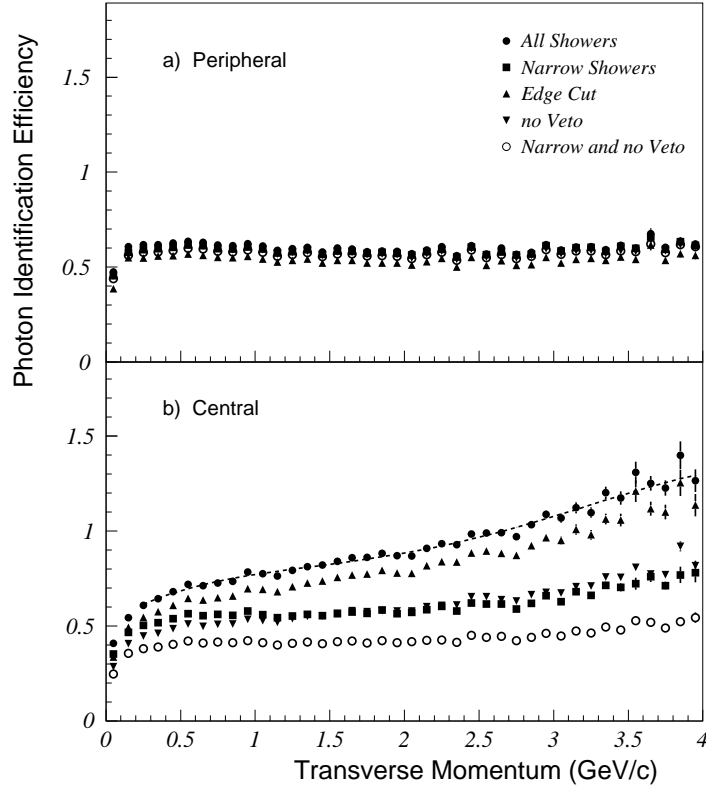 Photon Identification Efficiency
a) Peripheral
All Showers
Narrow Showers
Edge Cut
no Veto
Narrow and no Veto
1.5
1
0.5
0
b) Central
1.5
1
0.5
0
0 0.5 1 1.5 2 2.5 3 3.5 4
Transverse Momentum (GeV/c)